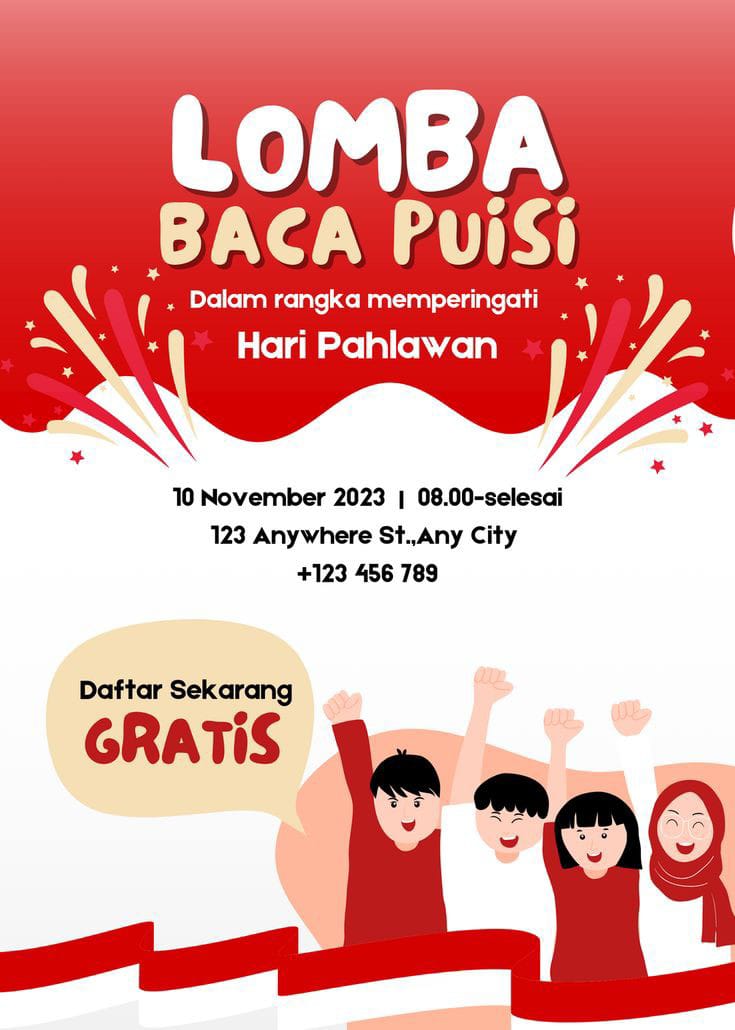 LOMBA
BACA PUISI
Dalam rangka memperingati
Hari Pahlawan
10 November 2023 | 08.00-selesai
123 Anywhere St.,Any City
+123 456 789
Daftar Sekarang
GRATIS